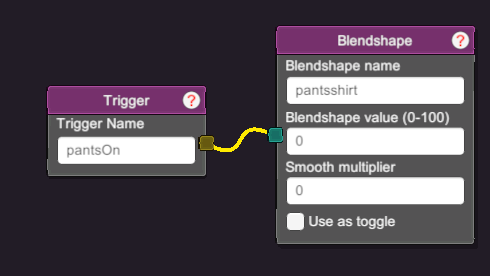 Trigger ?
Trigger Name
pantsOn
Blendshape ?
Blendshape name
pantsshirt
Blendshape value (0-100)
0
Smooth multiplier
0
Use as toggle